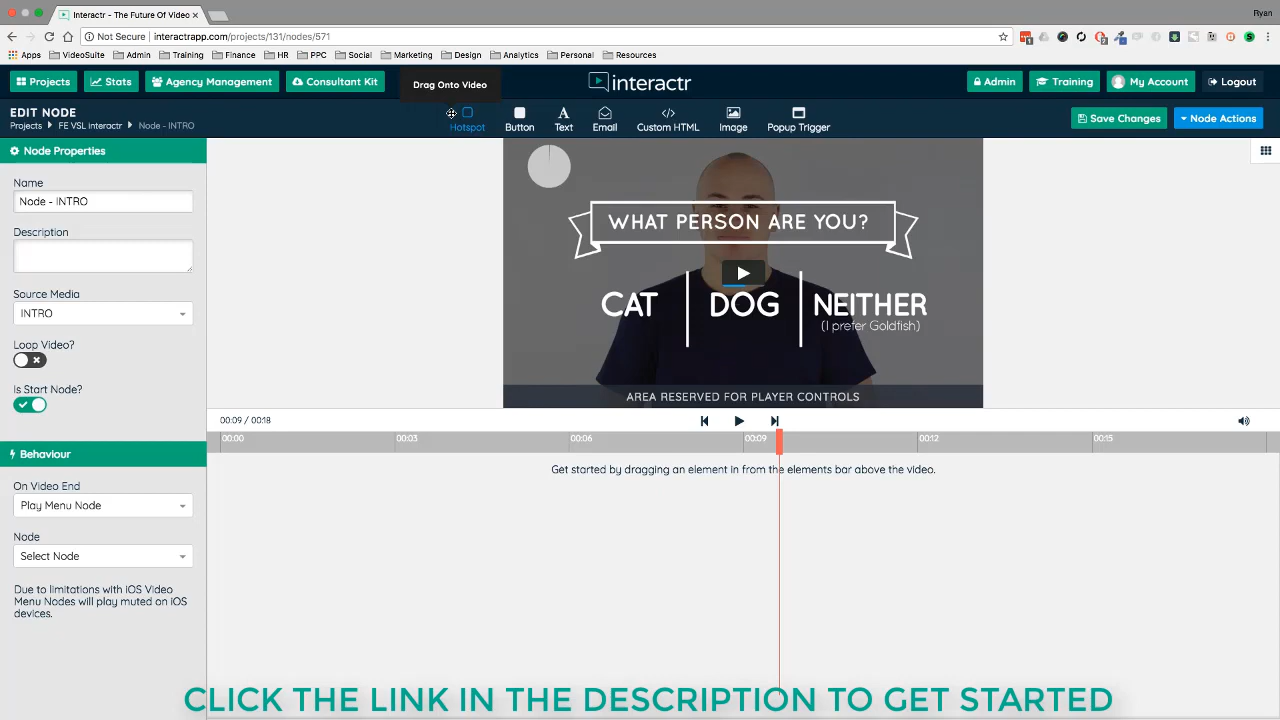 Interactr - The Future Of Video
Ryan
Not Secure | interactrapp.com/projects/131/nodes/571
Apps VideoSuite Admin Training Finance HR PPC Social Marketing Design Analytics Personal Resources
Projects Stats Agency Management Consultant Kit Drag Onto Video interactr Admin Training My Account Logout
EDIT NODE
Projects FE VSL interactr Node - INTRO
Hotspot Button Text Email Custom HTML Image Popup Trigger
Save Changes Node Actions
Node Properties
Name
Node - INTRO
Description
Source Media
INTRO
Loop Video?
Is Start Node?
Behaviour
On Video End
Play Menu Node
Node
Select Node
Due to limitations with iOS Video
Menu Nodes will play muted on iOS
devices.
WHAT PERSON ARE YOU?
CAT DOG NEITHER
(I prefer Goldfish)
AREA RESERVED FOR PLAYER CONTROLS
00:09 / 00:18
00:00 00:03 00:06 00:09 00:12 00:15
Get started by dragging an element in from the elements bar above the video.
CLICK THE LINK IN THE DESCRIPTION TO GET STARTED